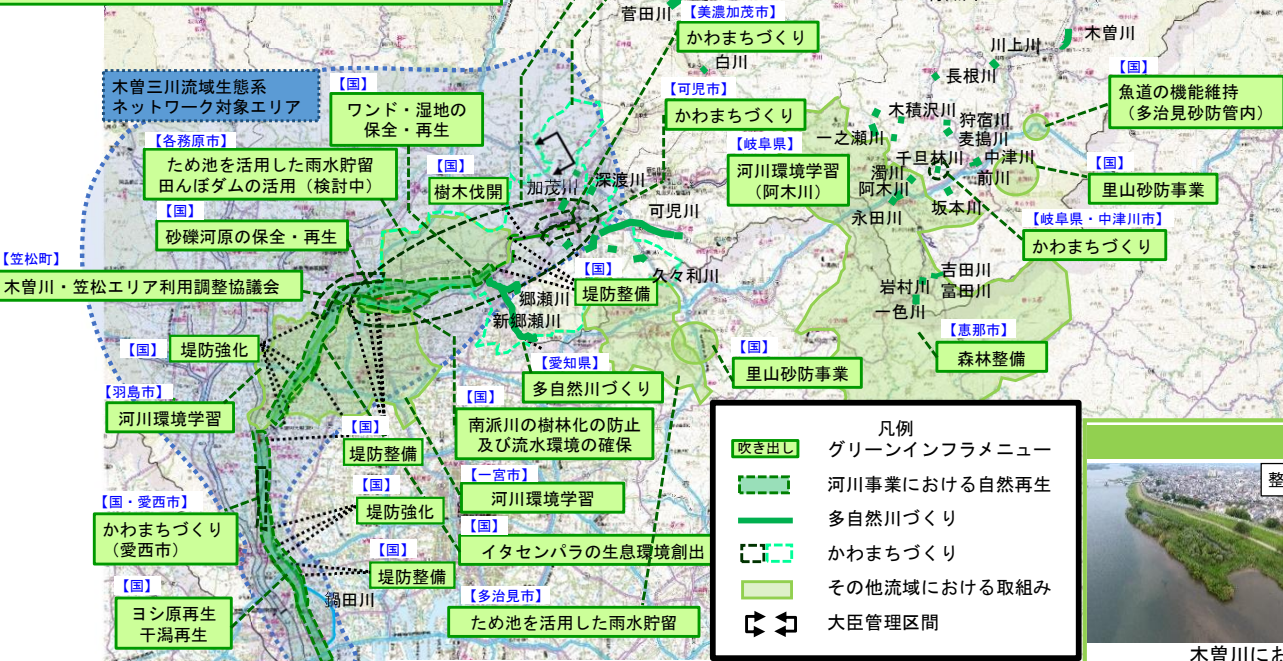 菅田川
【美濃加茂市】
かわまちづくり
白川
川上川
木曽川
長根川
【国】
魚道の機能維持
（多治見砂防管内）
木曽三川流域生態系
ネットワーク対象エリア
【国】
ワンド・湿地の
保全・再生
【可児市】
かわまちづくり
木積沢川
狩宿川
麦搗川
一之瀬川
【各務原市】
ため池を活用した雨水貯留
田んぼダムの活用（検討中）
【国】
樹木伐開
加茂川
深渡川
【岐阜県】
河川環境学習
（阿木川）
千旦林川
中津川
前川
濁川
阿木川
【国】
里山砂防事業
永田川
坂本川
【国】
砂礫河原の保全・再生
可児川
【岐阜県・中津川市】
かわまちづくり
【笠松町】
木曽川・笠松エリア利用調整協議会
【国】
堤防整備
久々利川
郷瀬川
新郷瀬川
吉田川
富田川
岩村川
一色川
【国】
堤防強化
【愛知県】
多自然川づくり
【国】
里山砂防事業
【恵那市】
森林整備
【羽島市】
河川環境学習
【国】
南派川の樹林化の防止
及び流水環境の確保
【国】
堤防整備
【一宮市】
河川環境学習
【国】
堤防強化
【国・愛西市】
かわまちづくり
（愛西市）
【国】
イタセンパラの生息環境創出
【国】
堤防整備
【国】
ヨシ原再生
干潟再生
鍋田川
【多治見市】
ため池を活用した雨水貯留
凡例
吹き出し
グリーンインフラメニュー
河川事業における自然再生
多自然川づくり
かわまちづくり
その他流域における取組み
大臣管理区間
整
木曽川にお